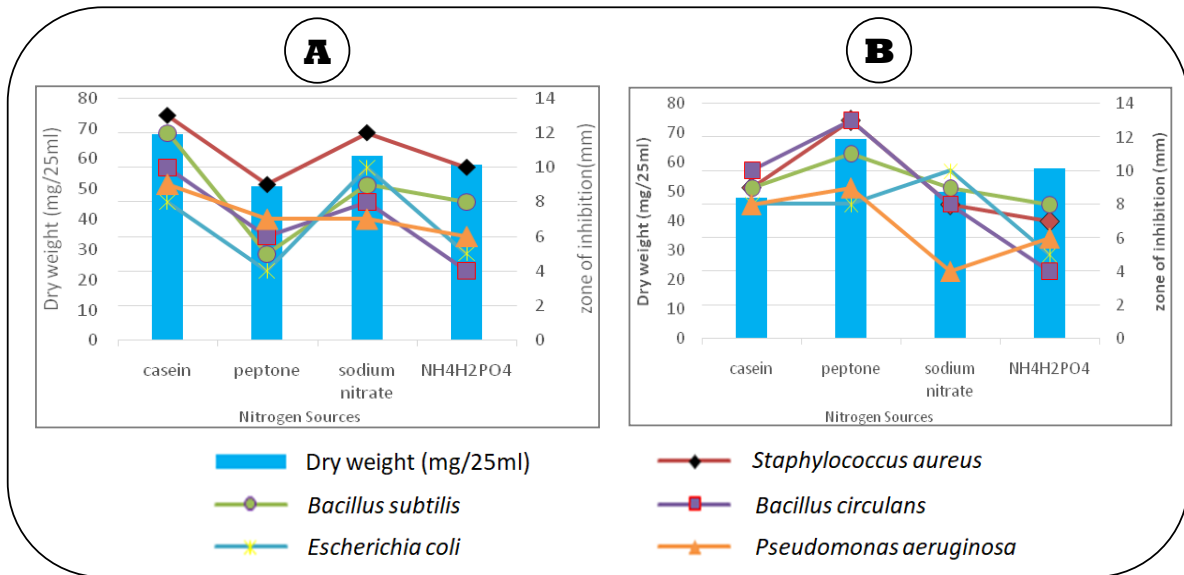 A
B
Dry weight (mg/25ml)
80
70
60
50
40
30
20
10
0
14
12
10
8
6
4
2
0
zone of inhibition(mm)
casein
peptone
sodium
nitrate
NH4H2PO4
Nitrogen Sources
Dry weight (mg/25ml)
80
70
60
50
40
30
20
10
0
14
12
10
8
6
4
2
0
zone of inhibition (mm)
casein
peptone
sodium
nitrate
NH4H2PO4
Nitrogen Sources
Dry weight (mg/25ml)
Staphylococcus aureus
Bacillus subtilis
Bacillus circulans
Escherichia coli
Pseudomonas aeruginosa